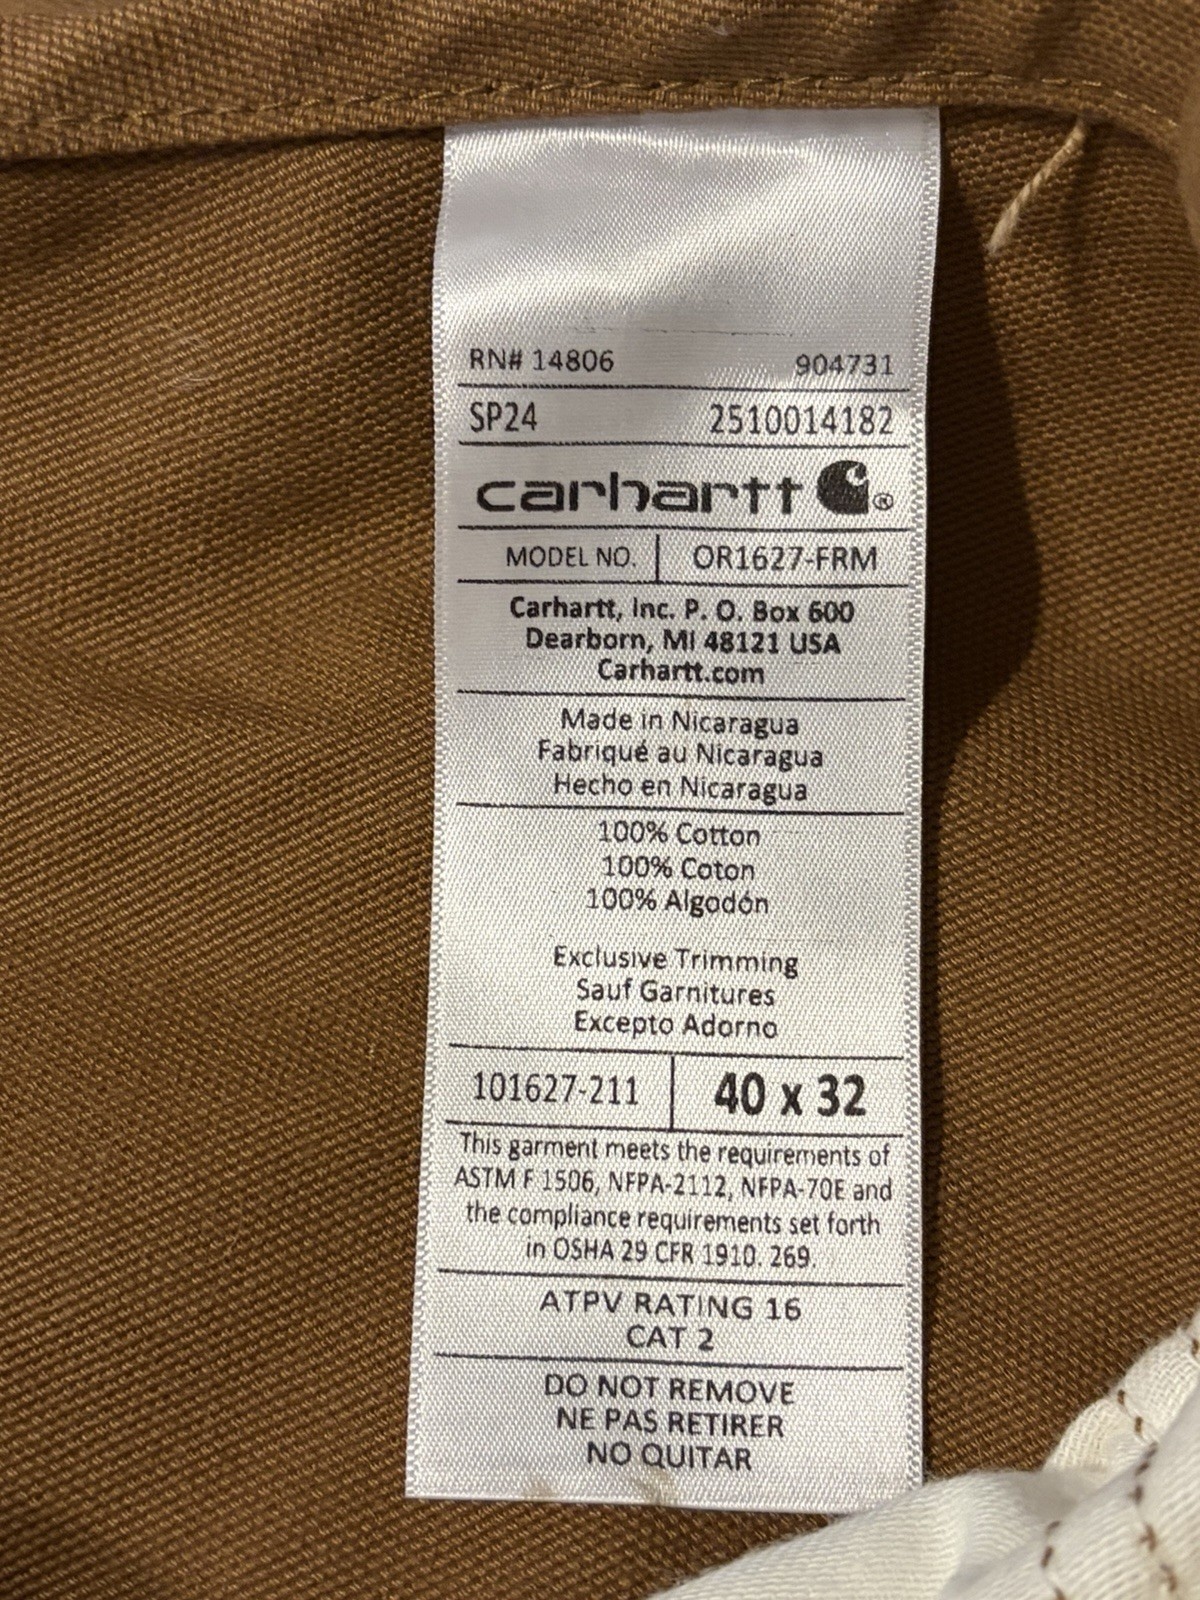 RN# 14806 904731
SP24 2510014182
carhartt ®
MODEL NO. OR1627-FRM
Carhartt, Inc. P. O. Box 600
Dearborn, MI 48121 USA
Carhartt.com
Made in Nicaragua
Fabriqué au Nicaragua
Hecho en Nicaragua
100% Cotton
100% Coton
100% Algodón
Exclusive Trimming
Sauf Garnitures
Excepto Adorno
101627-211 40 x 32
This garment meets the requirements of
ASTM F 1506, NFPA-2112, NFPA-70E and
the compliance requirements set forth
in OSHA 29 CFR 1910. 269.
ATPV RATING 16
CAT 2
DO NOT REMOVE
NE PAS RETIRER
NO QUITAR